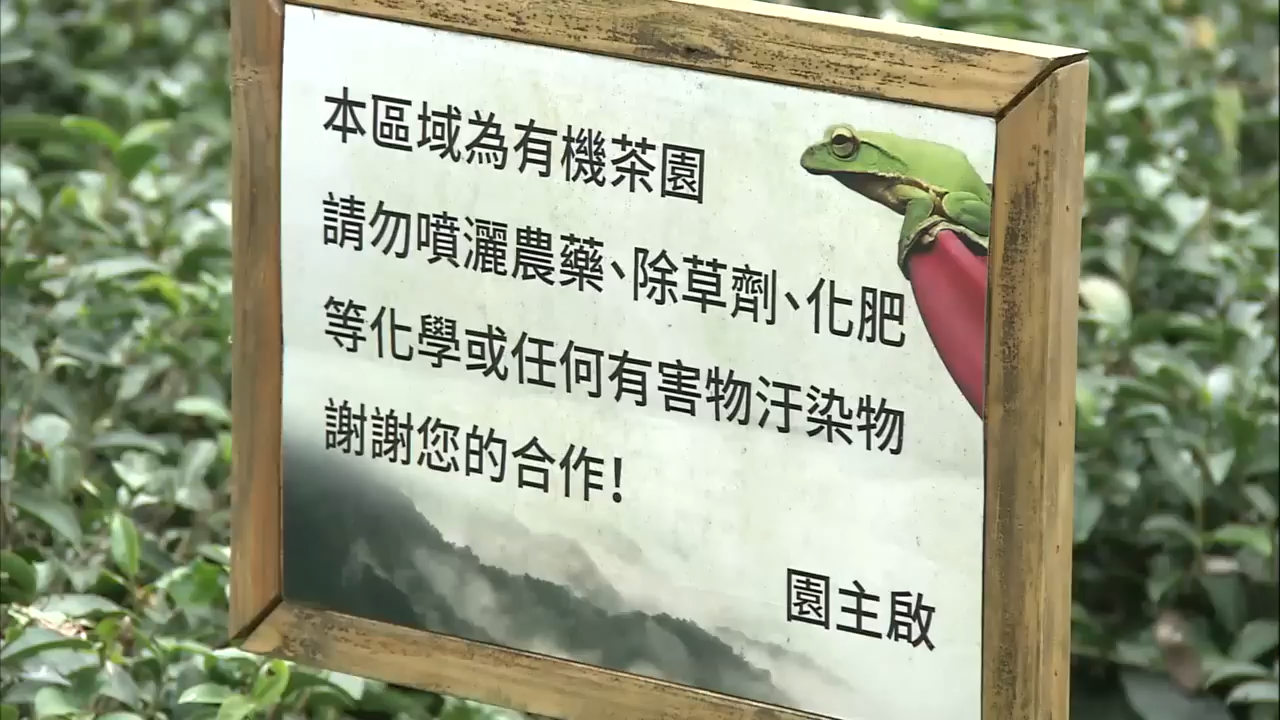 本區域為有機茶園
請勿噴灑農藥、除草劑、化肥
等化學或任何有害物汙染物
謝謝您的合作!
園主啟